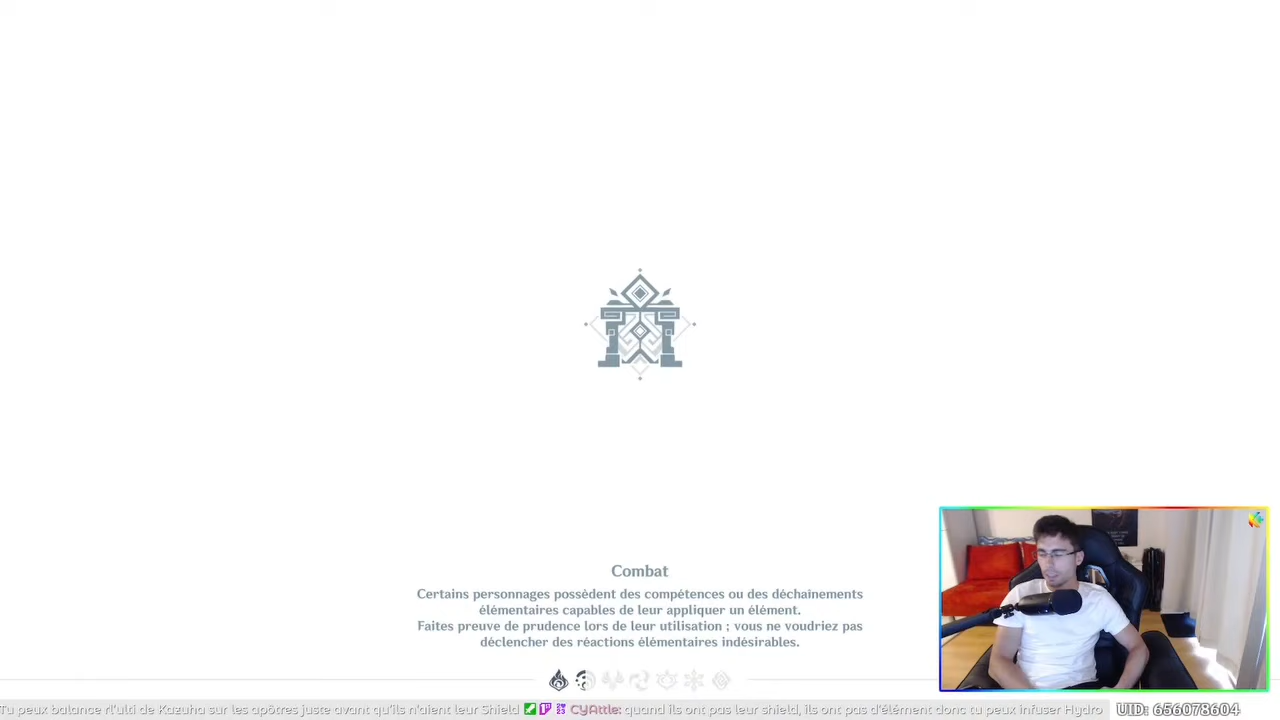 Combat
Certains personnages possèdent des compétences ou des déchaînements
élémentaires capables de leur appliquer un élément.
Faites preuve de prudence lors de leur utilisation ; vous ne voudriez pas
déclencher des réactions élémentaires indésirables.
Tu peux balance rl'ulti de Kazuha sur les apôtres juste avant qu'ils n'aient leur Shield CyAttle: quand ils ont pas leur shield, ils ont pas d'élément donc tu peux infuser Hydro
UID: 656078604